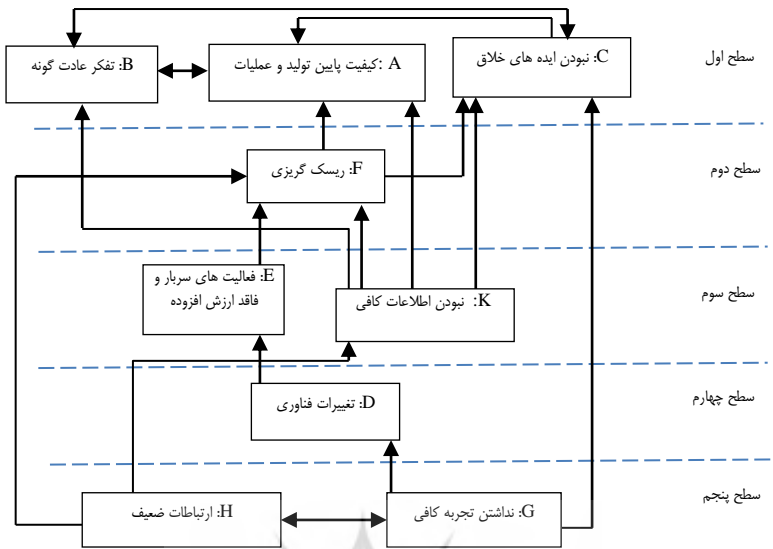 سطح اول
C: نبودن ایده های خلاق
A :کیفیت پایین تولید و عملیات
B: تفکر عادت گونه
سطح دوم
F: ریسک گریزی
سطح سوم
E: فعالیت های سربار و
فاقد ارزش افزوده
K: نبودن اطلاعات کافی
سطح چهارم
D: تغییرات فناوری
سطح پنجم
G: نداشتن تجربه کافی
H: ارتباطات ضعیف